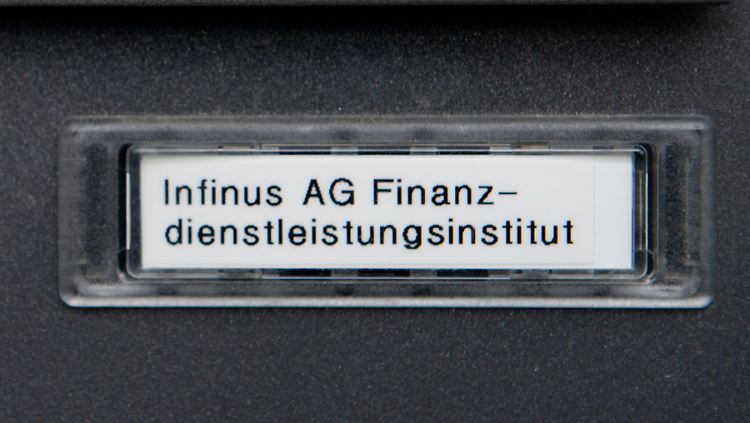 Infinus AG Finanz-
dienstleistungsinstitut